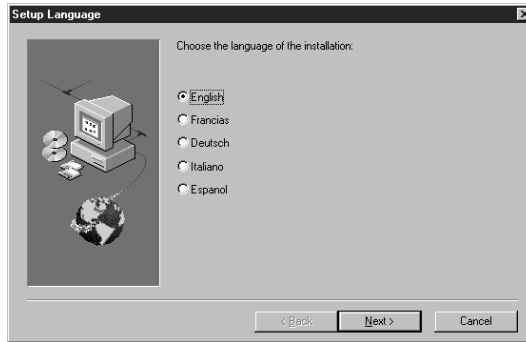 Setup Language
Choose the language of the installation:
English
Francias
Deutsch
Italiano
Espanol
< Back
Next >
Cancel